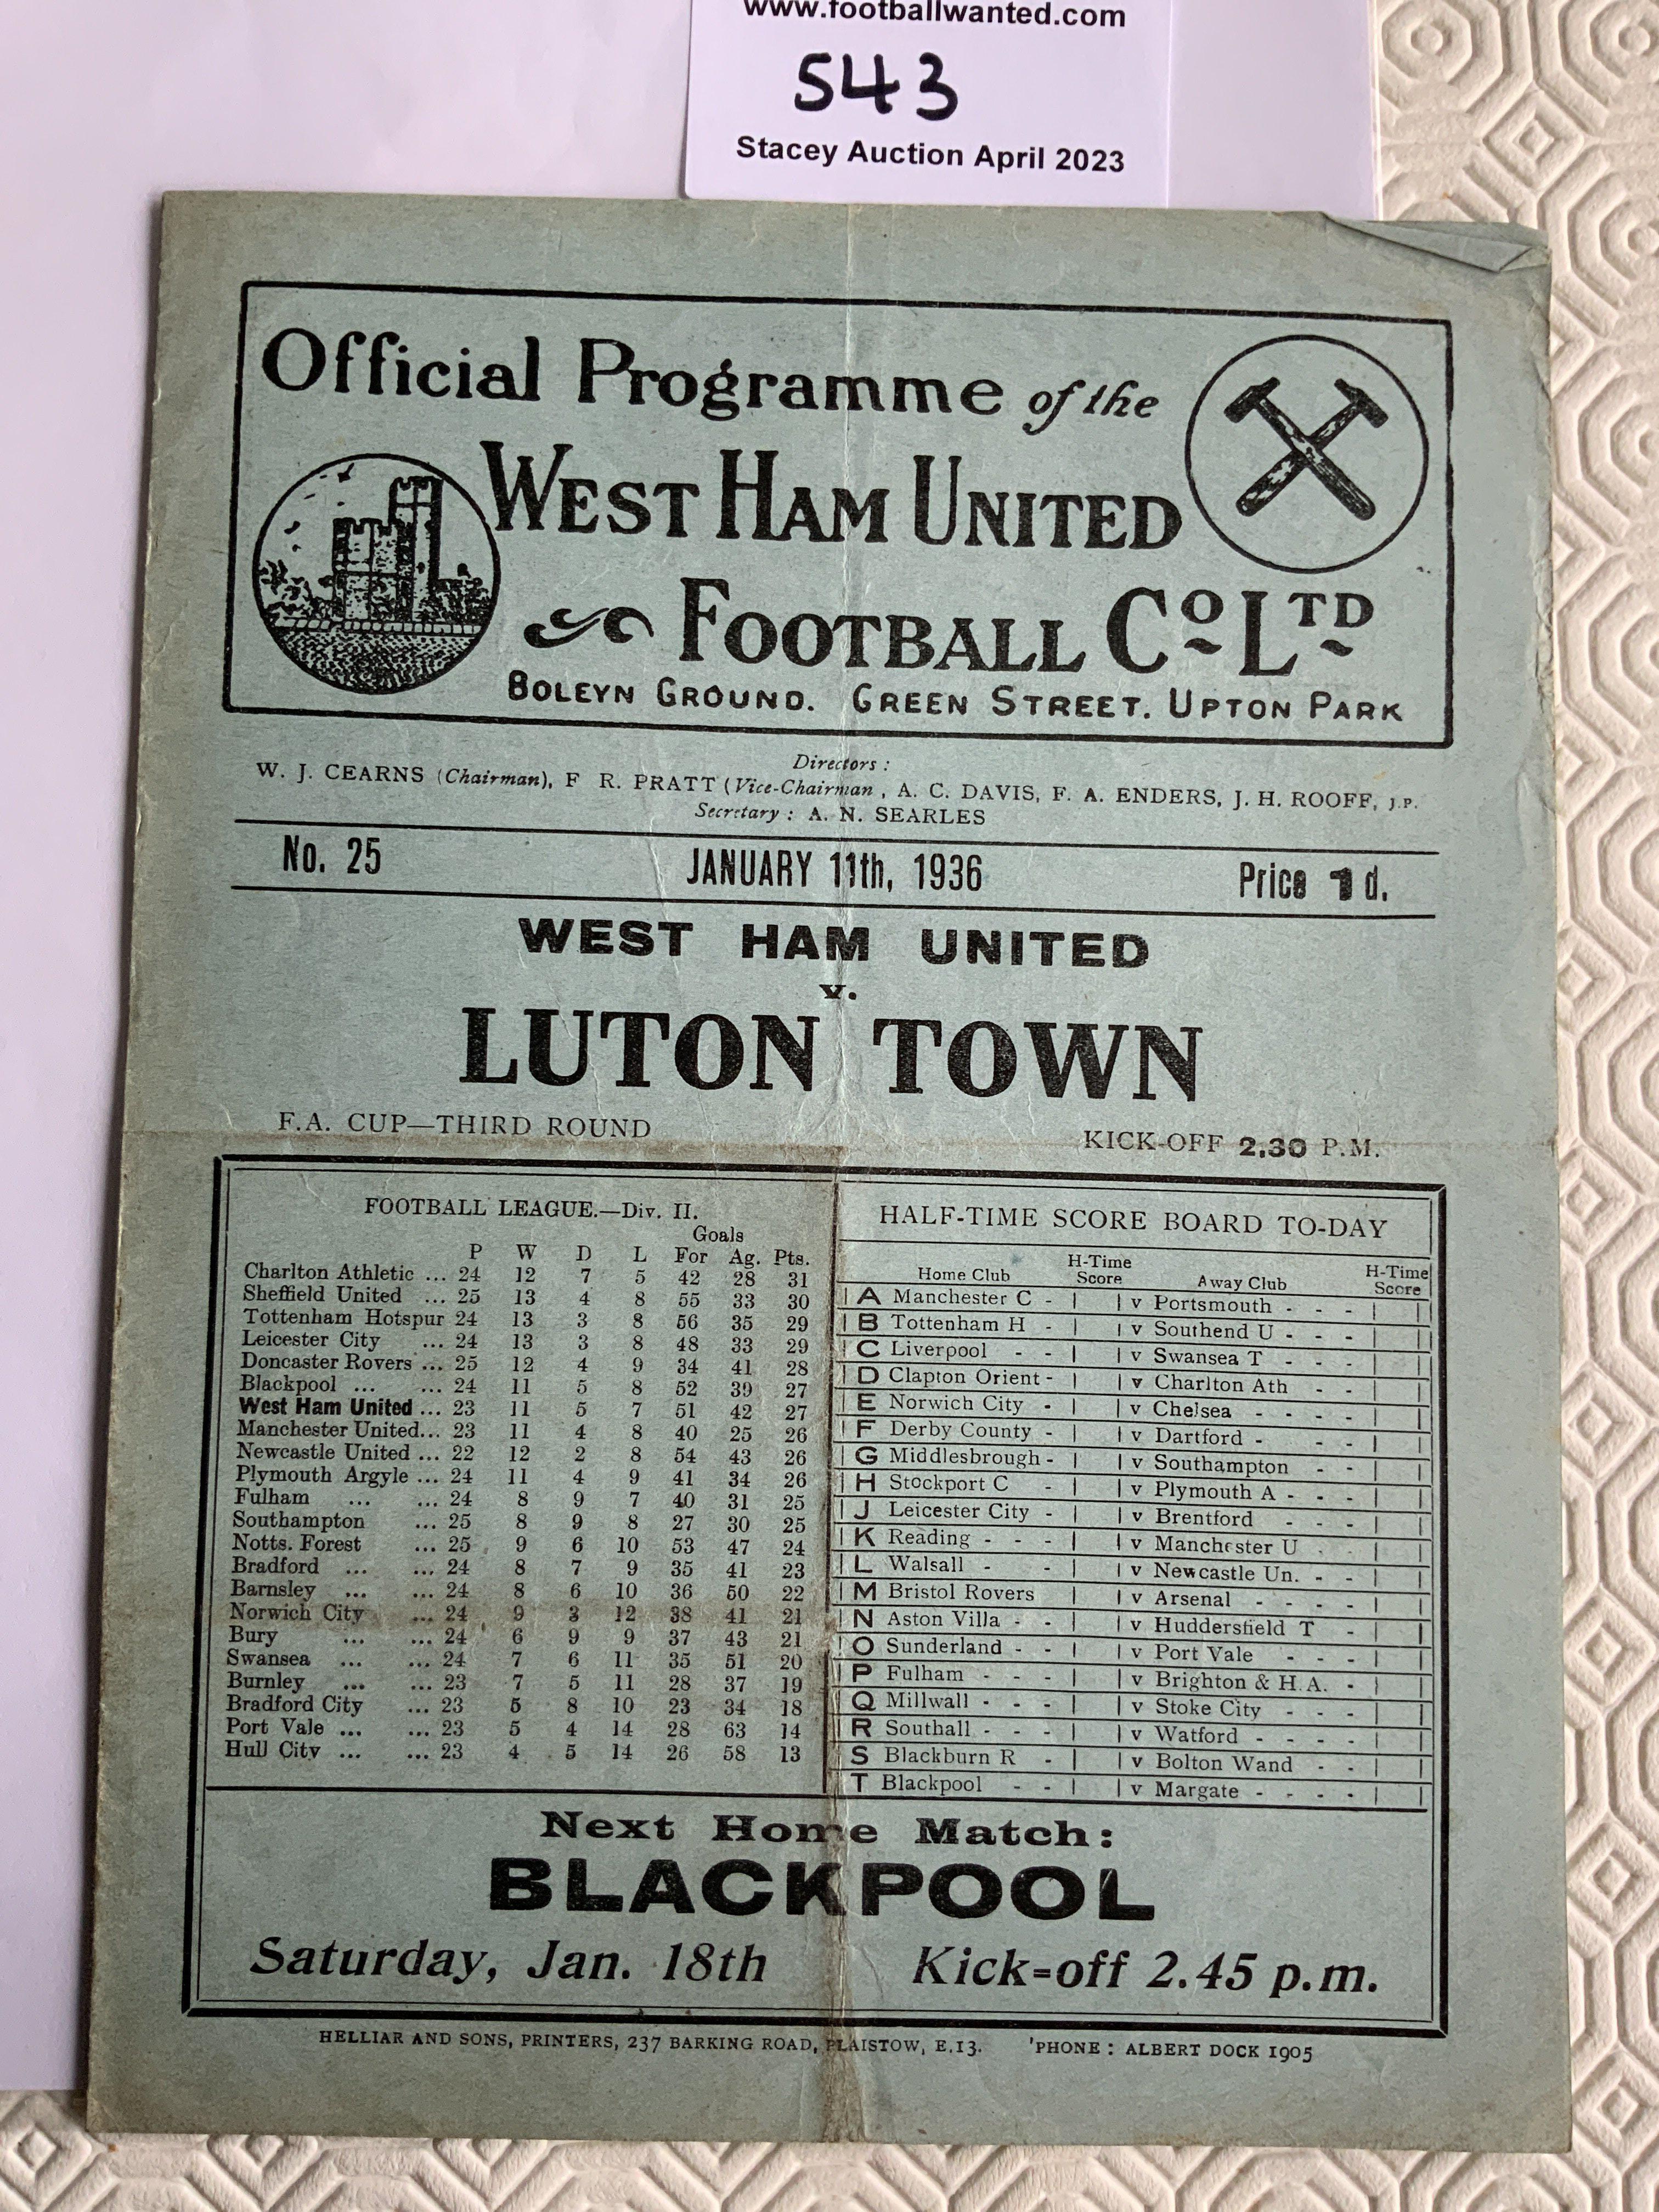 www.footballwanted.com
543
Stacey Auction April 2023
Official Programme of the
WEST HAM UNITED
FOOTBALL CO LTD
BOLEYN GROUND. GREEN STREET. UPTON PARK
Directors :
W. J. CEARNS (Chairman), F R. PRATT (Vice-Chairman , A. C. DAVIS, F. A. ENDERS, J. H. ROOFF, J.P.
Secretary : A. N. SEARLES
No. 25 JANUARY 11th, 1936 Price 1 d.
WEST HAM UNITED
v.
LUTON TOWN
F.A. CUP—THIRD ROUND KICK-OFF 2.30 P.M.
FOOTBALL LEAGUE.—Div. II.
Goals
P W D L For Ag. Pts.
Charlton Athletic ... 24 12 7 5 42 28 31
Sheffield United ... 25 13 4 8 55 33 30
Tottenham Hotspur 24 13 3 8 56 35 29
Leicester City ... 24 13 3 8 48 33 29
Doncaster Rovers ... 25 12 4 9 34 41 28
Blackpool ... ... 24 11 5 8 52 39 27
West Ham United ... 23 11 5 7 51 42 27
Manchester United... 23 11 4 8 40 25 26
Newcastle United ... 22 12 2 8 54 43 26
Plymouth Argyle ... 24 11 4 9 41 34 26
Fulham ... ... 24 8 9 7 40 31 25
Southampton ... 25 8 9 8 27 30 25
Notts. Forest ... 25 9 6 10 53 47 24
Bradford ... ... 24 8 7 9 35 41 23
Barnsley ... ... 24 8 6 10 36 50 22
Norwich City ... 24 9 3 12 38 41 21
Bury ... ... 24 6 9 9 37 43 21
Swansea ... ... 24 7 6 11 35 51 20
Burnley ... ... 23 7 5 11 28 37 19
Bradford City ... 23 5 8 10 23 34 18
Port Vale ... ... 23 5 4 14 28 63 14
Hull City ... ... 23 4 5 14 26 58 13
HALF-TIME SCORE BOARD TO-DAY
Home Club H-Time Score Away Club H-Time Score
A Manchester C - v Portsmouth - - -
B Tottenham H - v Southend U - - -
C Liverpool - - v Swansea T - - -
D Clapton Orient - v Charlton Ath - -
E Norwich City - v Chelsea - - - -
F Derby County - v Dartford - - -
G Middlesbrough - v Southampton - -
H Stockport C - v Plymouth A - - -
J Leicester City - v Brentford - - -
K Reading - - - v Manchester U - -
L Walsall - - v Newcastle Un. - -
M Bristol Rovers v Arsenal - - - -
N Aston Villa - - v Huddersfield T -
O Sunderland - - v Port Vale - - -
P Fulham - - - v Brighton & H.A. -
Q Millwall - - - v Stoke City - - -
R Southall - - - v Watford - - - -
S Blackburn R - v Bolton Wand - -
T Blackpool - - v Margate - - - -
Next Home Match:
BLACKPOOL
Saturday, Jan. 18th Kick=off 2.45 p.m.
HELLIAR AND SONS, PRINTERS, 237 BARKING ROAD, PLAISTOW, E.13. 'PHONE : ALBERT DOCK 1905